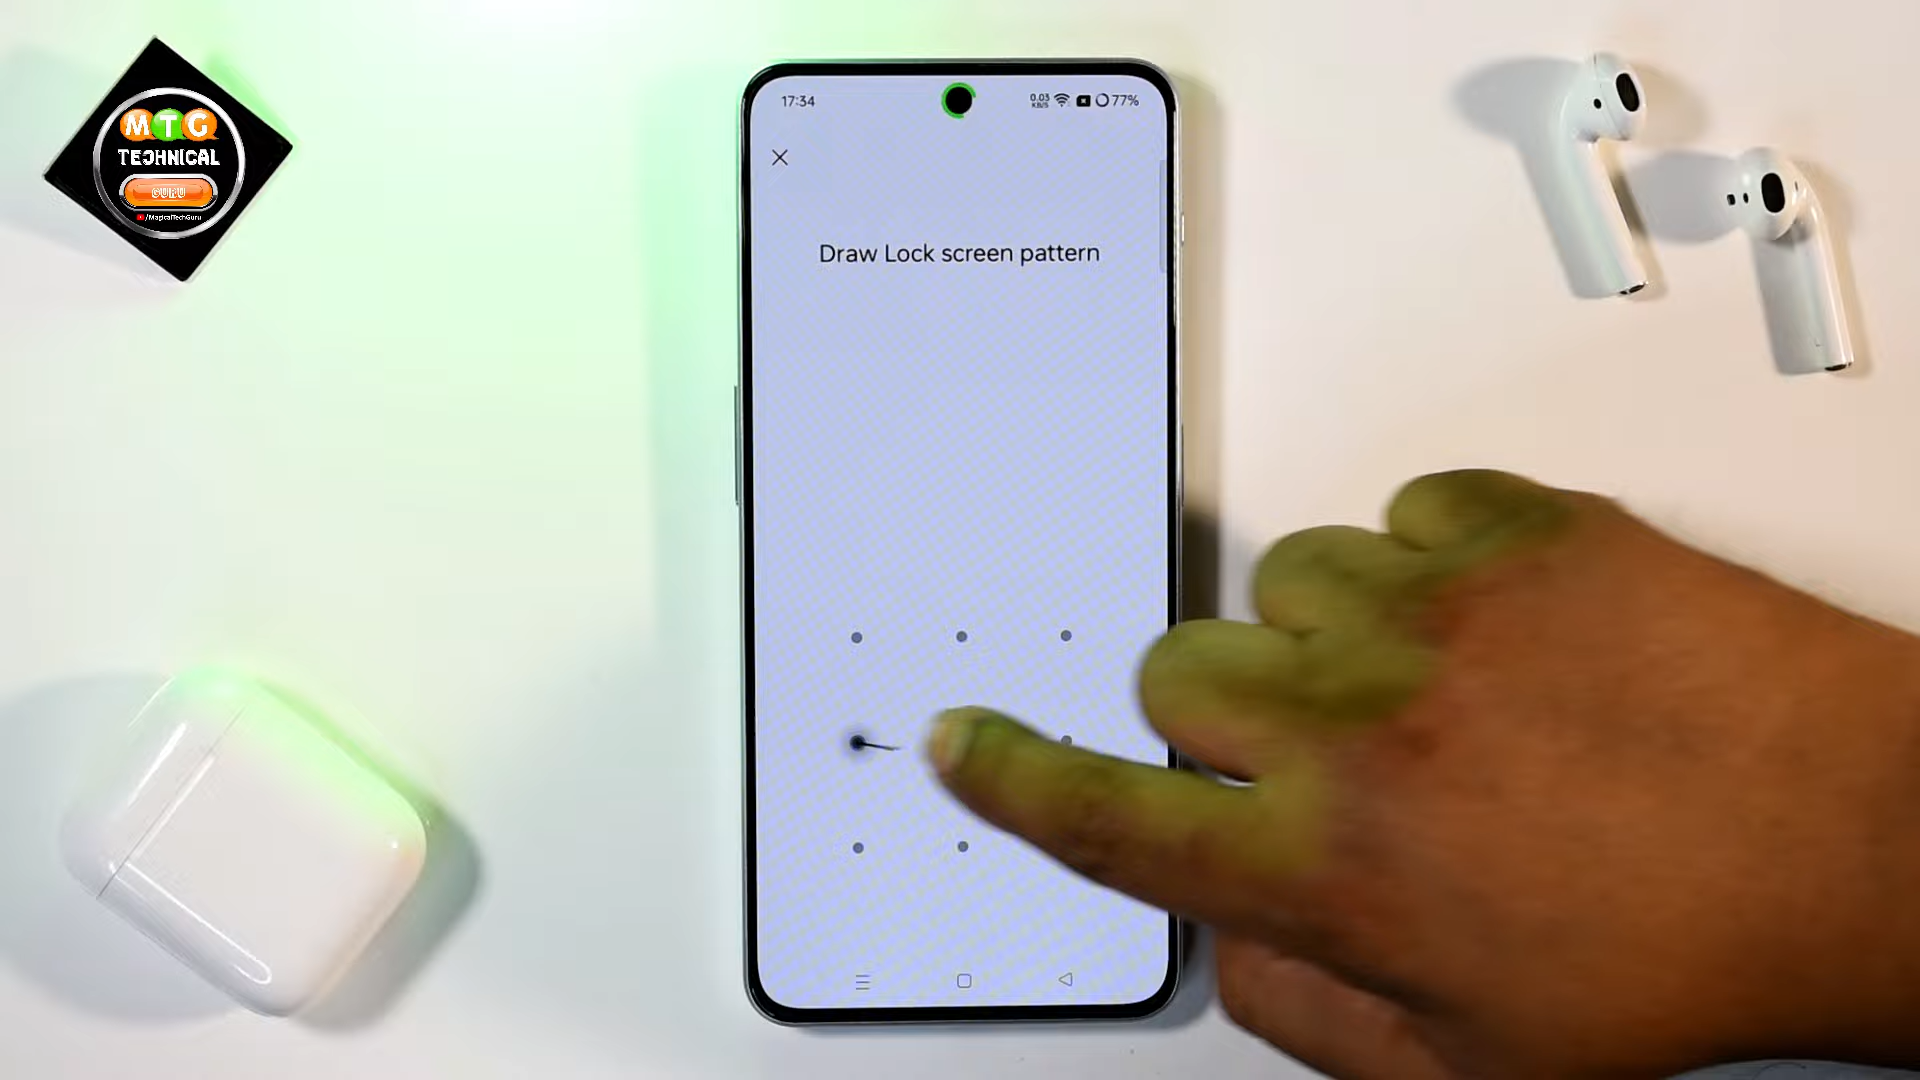 MTG
TECHNICAL
GURU
/MagicalTechGuru
17:34
0.03
KB/S
77%
Draw Lock screen pattern